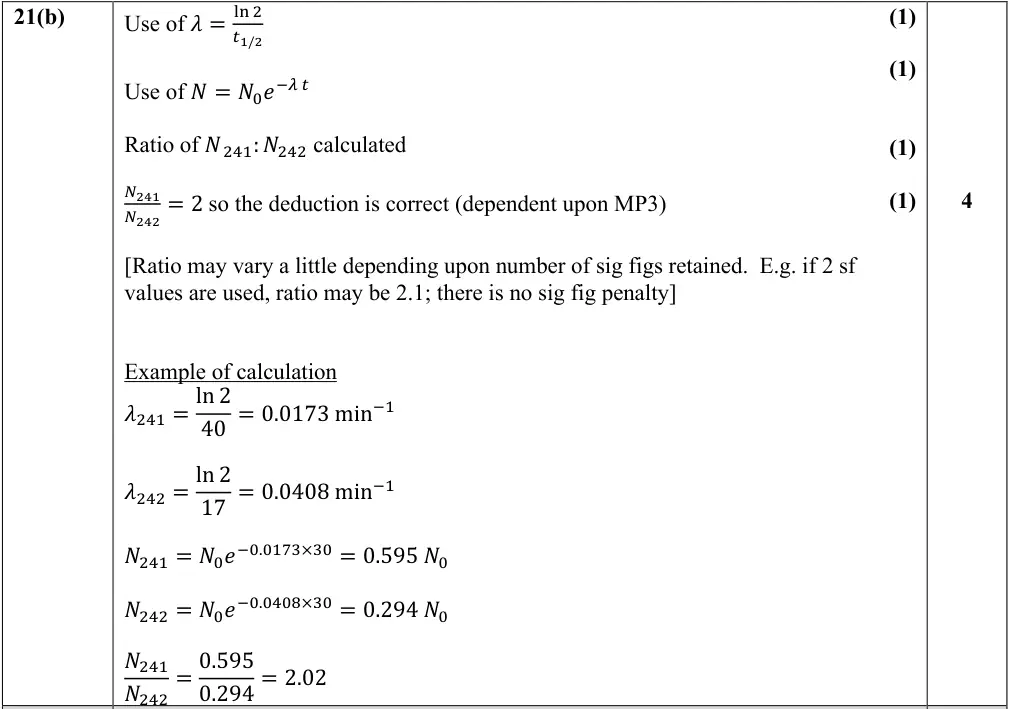 21(b) Use of λ = ln 2 / t₁/₂ (1)
(1)
Use of N = N₀e^(−λ t)
Ratio of N₂₄₁: N₂₄₂ calculated (1)
N₂₄₁/N₂₄₂ = 2 so the deduction is correct (dependent upon MP3) (1) 4
[Ratio may vary a little depending upon number of sig figs retained. E.g. if 2 sf
values are used, ratio may be 2.1; there is no sig fig penalty]
Example of calculation
λ₂₄₁ = ln 2 / 40 = 0.0173 min⁻¹
λ₂₄₂ = ln 2 / 17 = 0.0408 min⁻¹
N₂₄₁ = N₀e^(−0.0173×30) = 0.595 N₀
N₂₄₂ = N₀e^(−0.0408×30) = 0.294 N₀
N₂₄₁/N₂₄₂ = 0.595/0.294 = 2.02